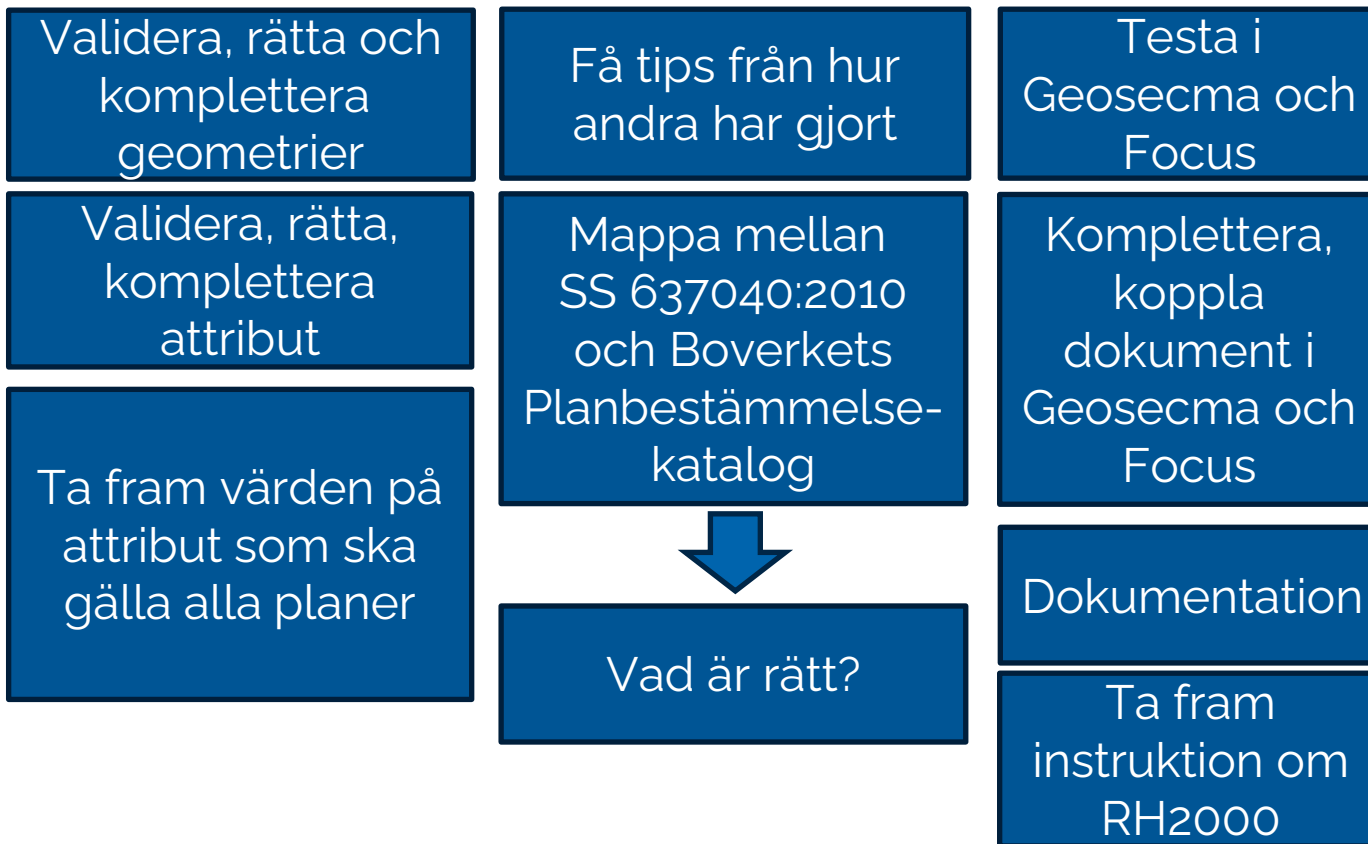 Validera, rätta och
komplettera
geometrier
Validera, rätta,
komplettera
attribut
Ta fram värden på
attribut som ska
gälla alla planer
Få tips från hur
andra har gjort
Mappa mellan
SS 637040:2010
och Boverkets
Planbestämmelse-
katalog
Vad är rätt?
Testa i
Geosecma och
Focus
Komplettera,
koppla
dokument i
Geosecma och
Focus
Dokumentation
Ta fram
instruktion om
RH2000